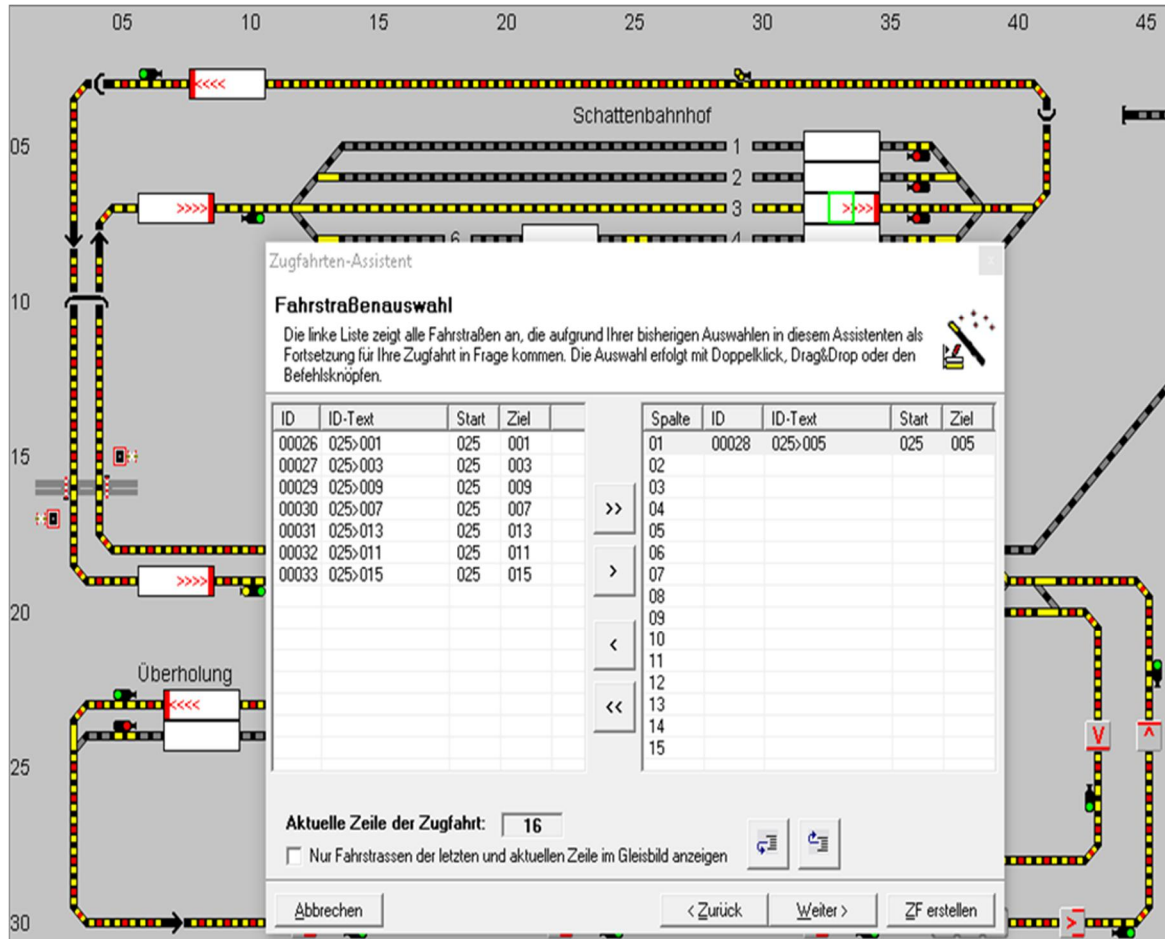 05 10 15 20 25 30 35 40 45
<<<<
Schattenbahnhof
05
1
2
>>>> 3 >>>>
6 4
Zugfahrten-Assistent
10
Fahrstraßenauswahl
Die linke Liste zeigt alle Fahrstraßen an, die aufgrund Ihrer bisherigen Auswahlen in diesem Assistenten als
Fortsetzung für Ihre Zugfahrt in Frage kommen. Die Auswahl erfolgt mit Doppelklick, Drag&Drop oder den
Befehlsknöpfen.
ID ID-Text Start Ziel
00026 025>001 025 001
00027 025>003 025 003
00029 025>009 025 009
00030 025>007 025 007
00031 025>013 025 013
00032 025>011 025 011
00033 025>015 025 015
>>
>
<
<<
Spalte ID ID-Text Start Ziel
01 00028 025>005 025 005
02
03
04
05
06
07
08
09
10
11
12
13
14
15
15
>>>>
20
Überholung
<<<<
V ^
25
Aktuelle Zeile der Zugfahrt: 16
Nur Fahrstrassen der letzten und aktuellen Zeile im Gleisbild anzeigen
Abbrechen < Zurück Weiter > ZF erstellen
30
>